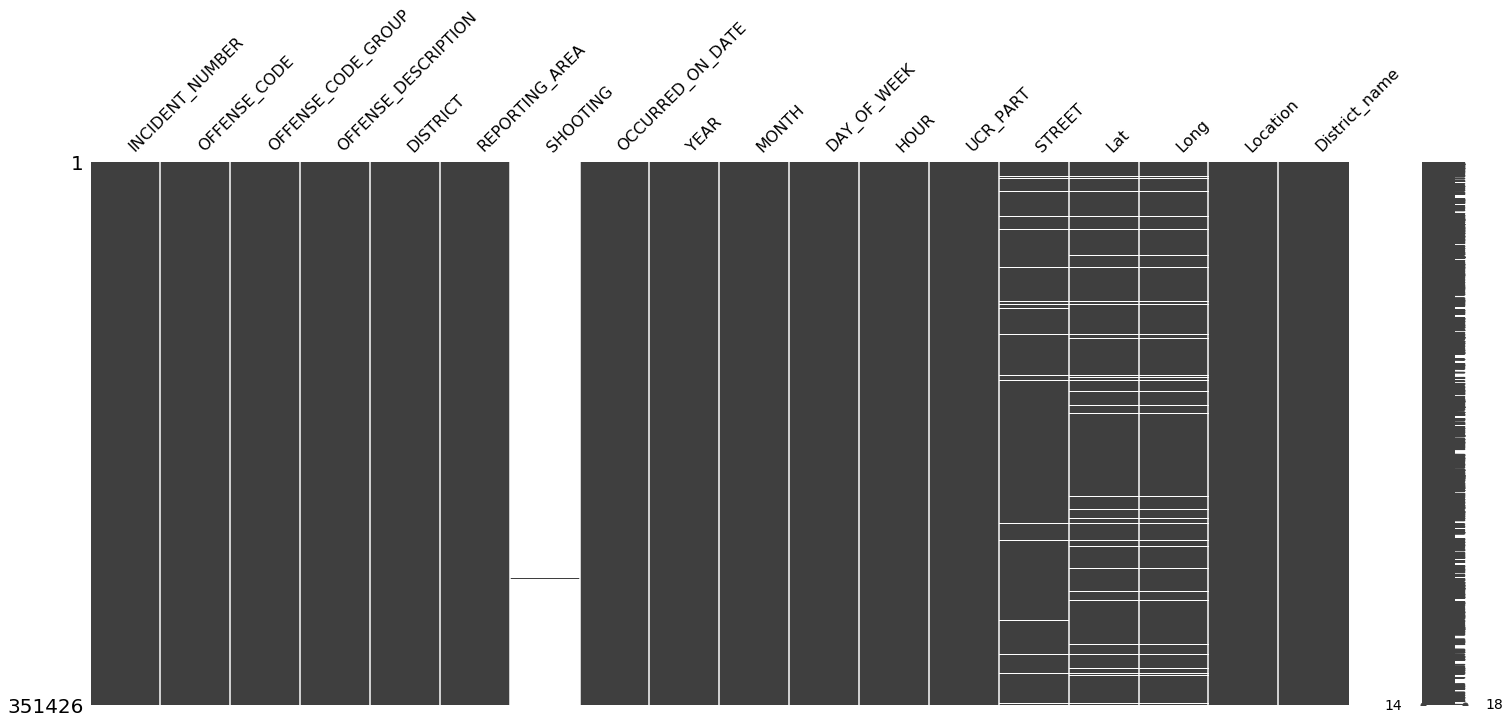 INCIDENT_NUMBER
OFFENSE_CODE
OFFENSE_CODE_GROUP
OFFENSE_DESCRIPTION
DISTRICT
REPORTING_AREA
SHOOTING
OCCURRED_ON_DATE
YEAR
MONTH
DAY_OF_WEEK
HOUR
UCR_PART
STREET
Lat
Long
Location
District_name
1
351426
14
18